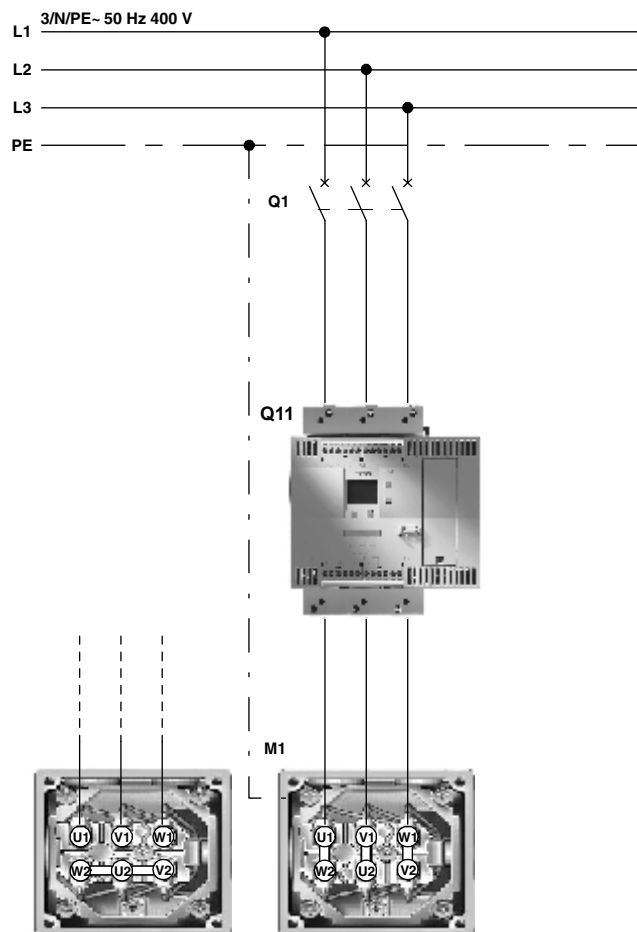 3/N/PE~ 50 Hz 400 V
L1
L2
L3
PE
Q1
Q11
M1
U1 V1 W1
W2 U2 V2
U1 V1 W1
W2 U2 V2